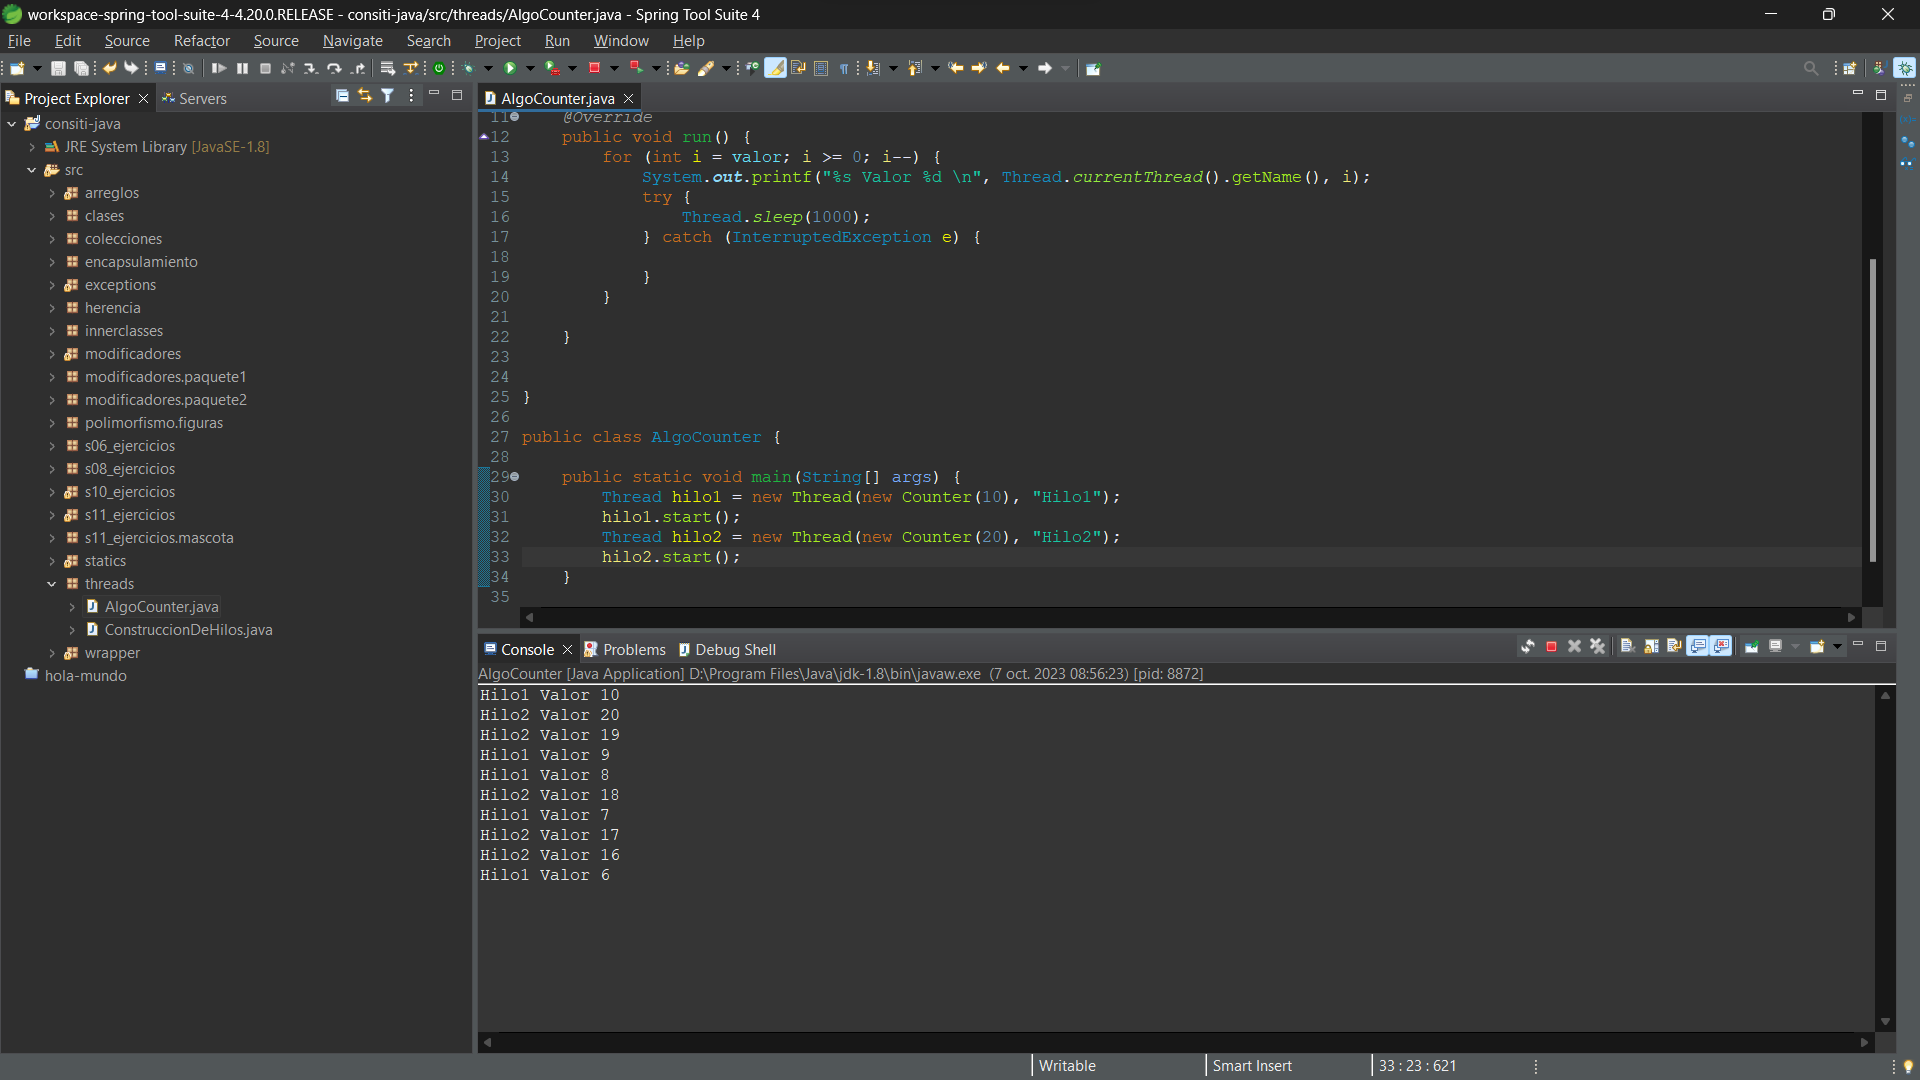 workspace-spring-tool-suite-4-4.20.0.RELEASE - consiti-java/src/threads/AlgoCounter.java - Spring Tool Suite 4
File Edit Source Refactor Source Navigate Search Project Run Window Help
Project Explorer
Servers
consiti-java
JRE System Library [JavaSE-1.8]
src
arreglos
clases
colecciones
encapsulamiento
exceptions
herencia
innerclasses
modificadores
modificadores.paquete1
modificadores.paquete2
polimorfismo.figuras
s06_ejercicios
s08_ejercicios
s10_ejercicios
s11_ejercicios
s11_ejercicios.mascota
statics
threads
AlgoCounter.java
ConstruccionDeHilos.java
wrapper
hola-mundo
AlgoCounter.java
11 @Override
12 public void run() {
13 for (int i = valor; i >= 0; i--) {
14 System.out.printf("%s Valor %d \n", Thread.currentThread().getName(), i);
15 try {
16 Thread.sleep(1000);
17 } catch (InterruptedException e) {
18
19 }
20 }
21
22 }
23
24
25 }
26
27 public class AlgoCounter {
28
29 public static void main(String[] args) {
30 Thread hilo1 = new Thread(new Counter(10), "Hilo1");
31 hilo1.start();
32 Thread hilo2 = new Thread(new Counter(20), "Hilo2");
33 hilo2.start();
34 }
35
Console
Problems
Debug Shell
AlgoCounter [Java Application] D:\Program Files\Java\jdk-1.8\bin\javaw.exe (7 oct. 2023 08:56:23) [pid: 8872]
Hilo1 Valor 10
Hilo2 Valor 20
Hilo2 Valor 19
Hilo1 Valor 9
Hilo1 Valor 8
Hilo2 Valor 18
Hilo1 Valor 7
Hilo2 Valor 17
Hilo2 Valor 16
Hilo1 Valor 6
Writable
Smart Insert
33 : 23 : 621